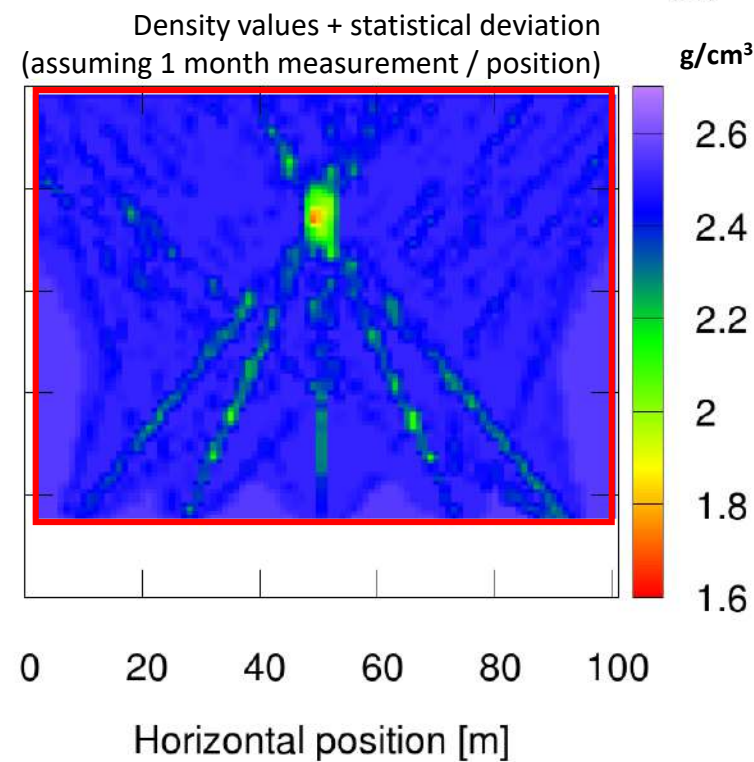 Density values + statistical deviation
(assuming 1 month measurement / position)
g/cm³
2.6
2.4
2.2
2
1.8
1.6
0 20 40 60 80 100
Horizontal position [m]